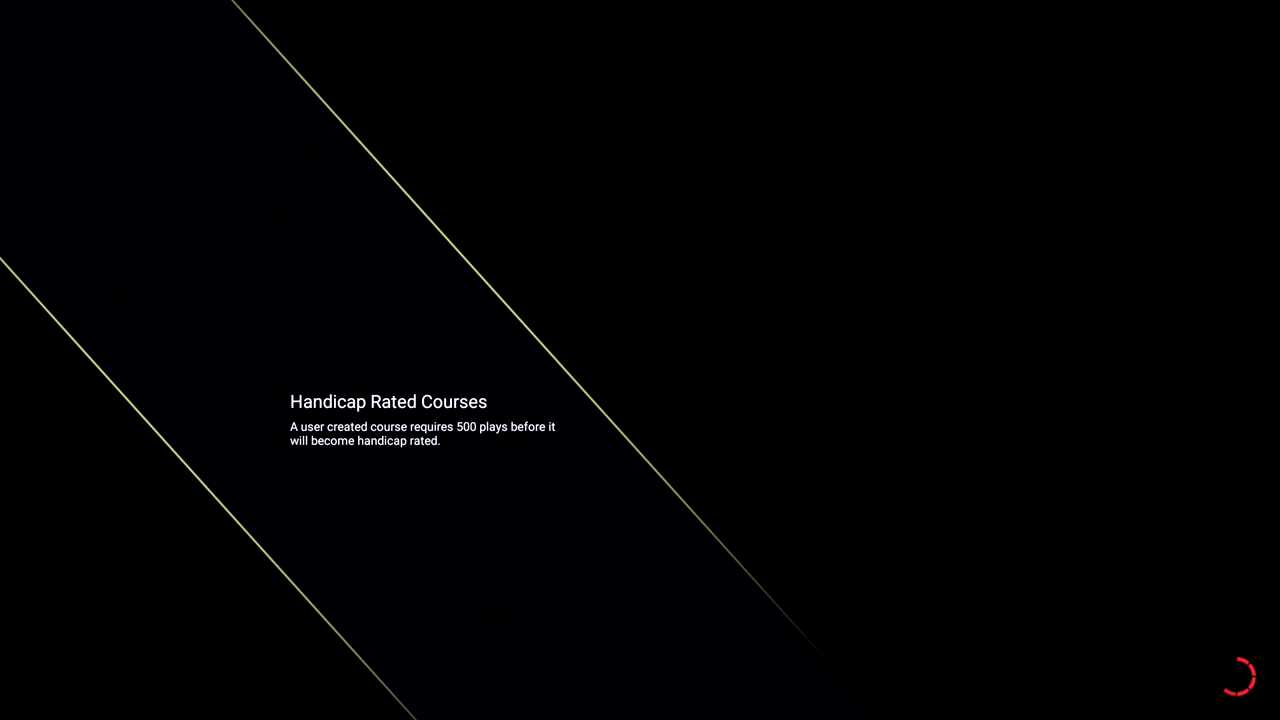 Handicap Rated Courses
A user created course requires 500 plays before it
will become handicap rated.